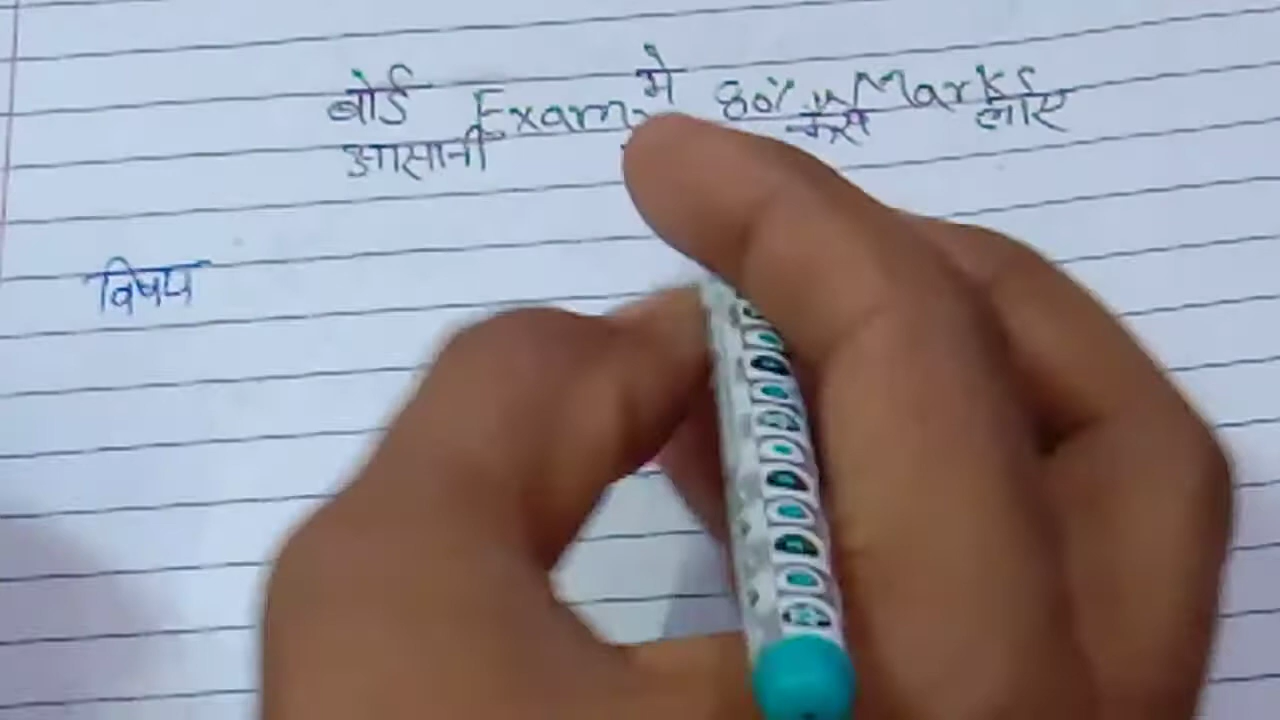 बोर्ड Exam में 80% Marks
आसानी कैसे लाए
विषय